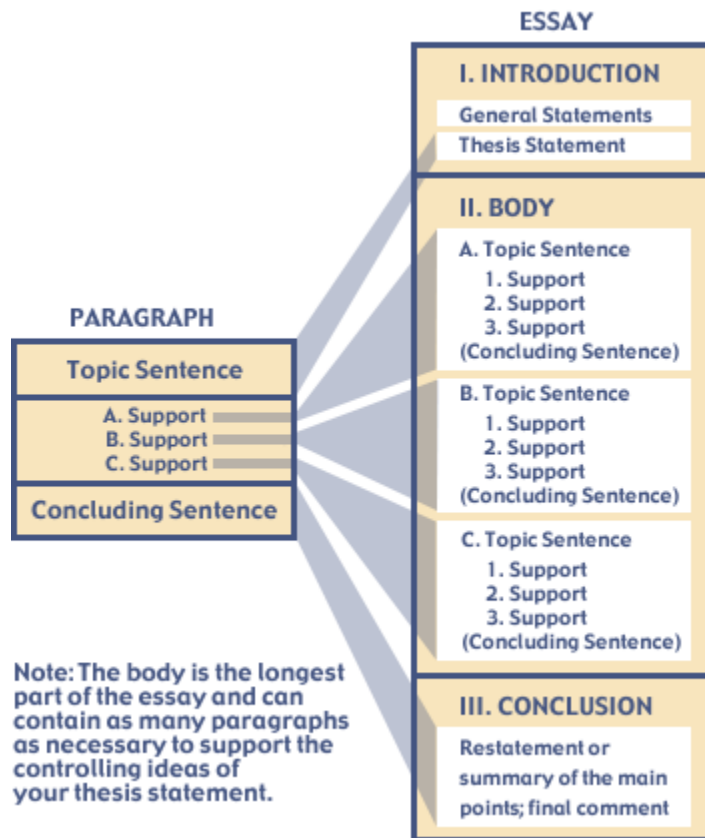 ESSAY
I. INTRODUCTION
General Statements
Thesis Statement
II. BODY
A. Topic Sentence
1. Support
2. Support
3. Support
(Concluding Sentence)
B. Topic Sentence
1. Support
2. Support
3. Support
(Concluding Sentence)
C. Topic Sentence
1. Support
2. Support
3. Support
(Concluding Sentence)
III. CONCLUSION
Restatement or
summary of the main
points; final comment
PARAGRAPH
Topic Sentence
A. Support
B. Support
C. Support
Concluding Sentence
Note: The body is the longest
part of the essay and can
contain as many paragraphs
as necessary to support the
controlling ideas of
your thesis statement.